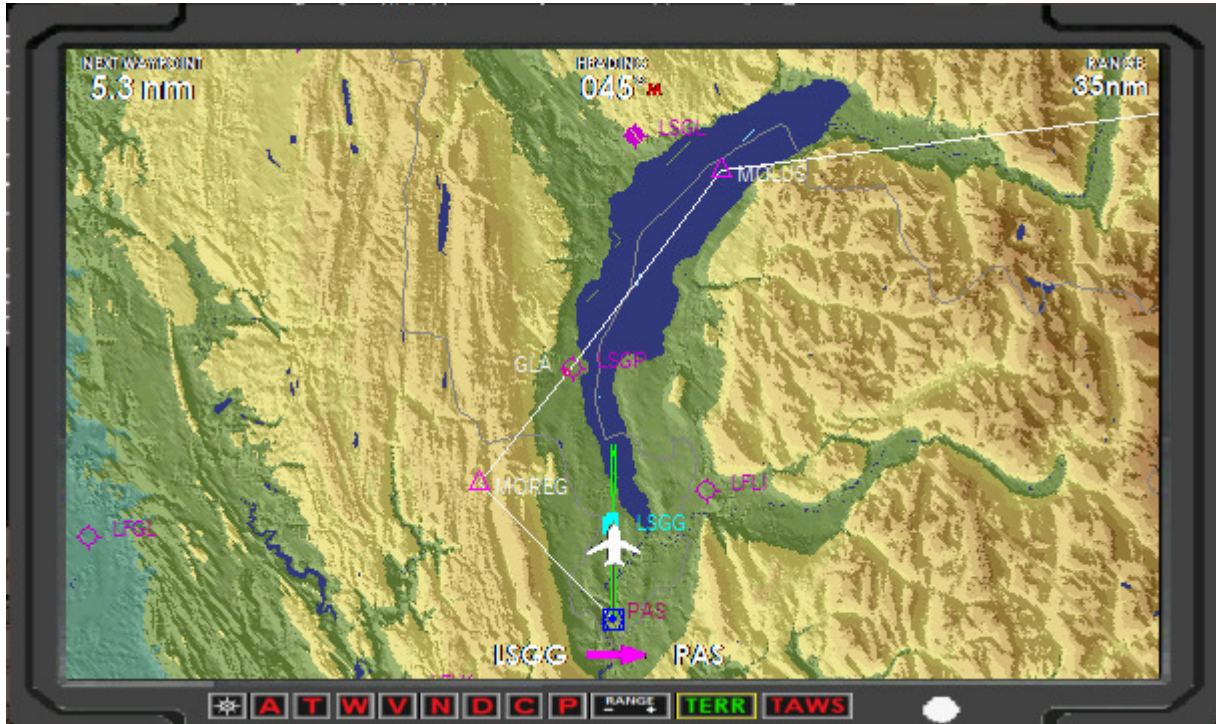 NEXT WAYPOINT
5.3 nm
HEADING
045° M
RANGE
35nm
LSGL
MOLUS
GLA
LSGP
MOREG
LFLI
LFGL
LSGG
PAS
LSGG PAS
A T W V N D C P RANGE - + TERR TAWS